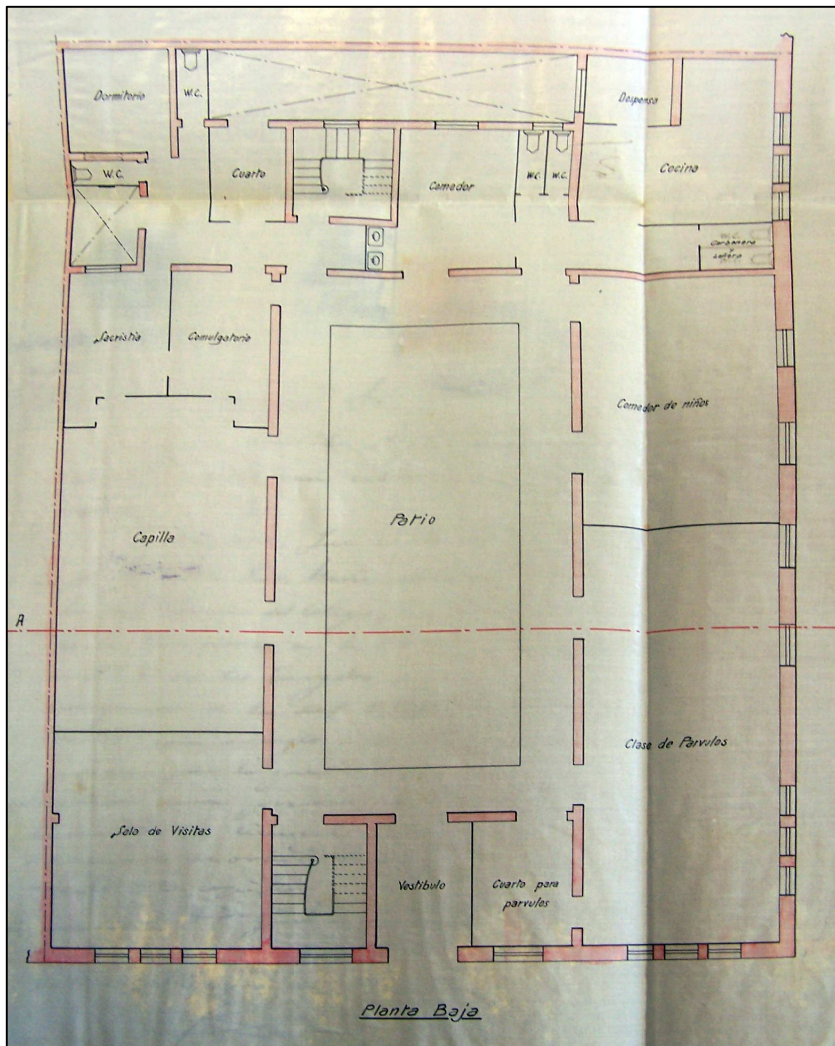 Dormitorio
W.C.
Despensa
W.C.
Cuarto
Comedor
W.C.
W.C.
Cocina
Carbonera
y
Leñera
Sacristia
Comulgatorio
Comedor de niños
Capilla
Patio
A
Clase de Parvulos
Sala de Visitas
Vestibulo
Cuarto para
parvulos
Planta Baja